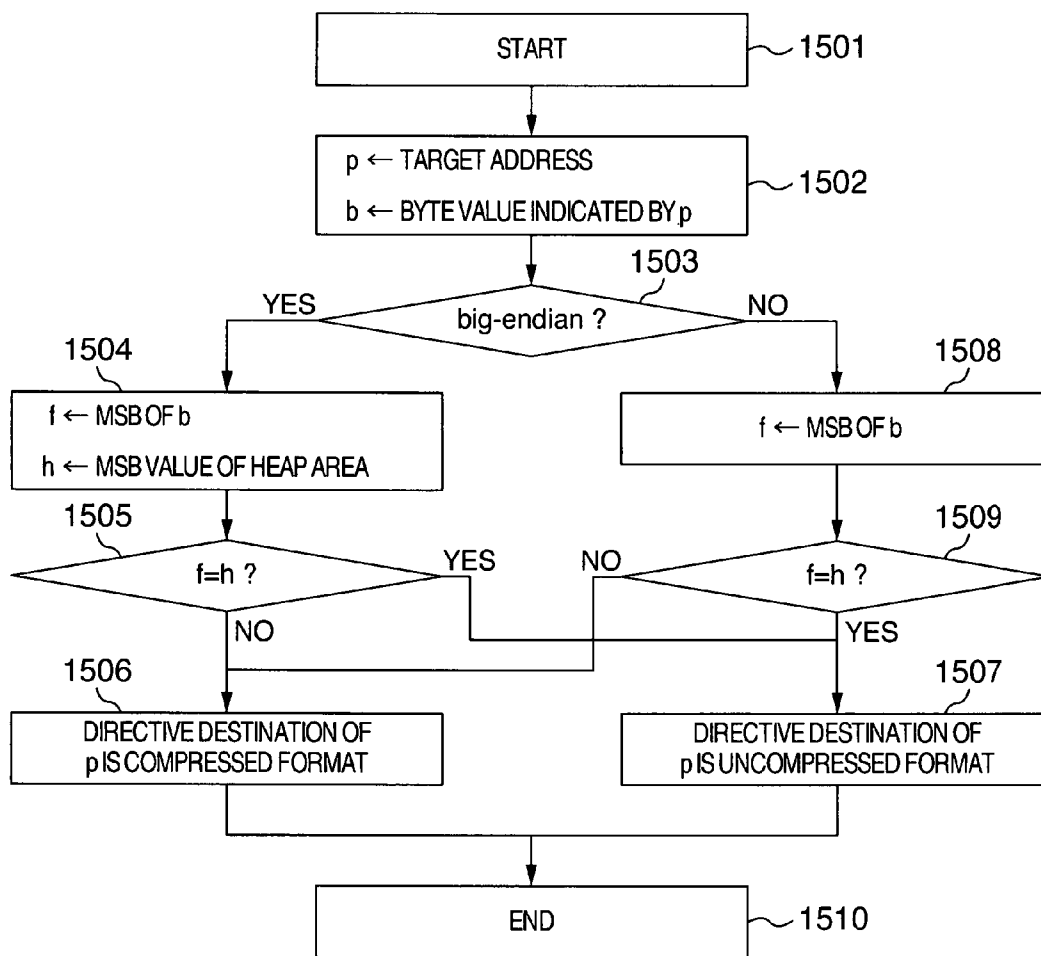 START
1501
p ← TARGET ADDRESS
b ← BYTE VALUE INDICATED BY p
1502
1503
YES
big-endian ?
NO
1504
1508
f ← MSB OF b
h ← MSB VALUE OF HEAP AREA
f ← MSB OF b
1505
1509
f=h ?
YES
NO
f=h ?
NO
YES
1506
1507
DIRECTIVE DESTINATION OF
p IS COMPRESSED FORMAT
DIRECTIVE DESTINATION OF
p IS UNCOMPRESSED FORMAT
END
1510